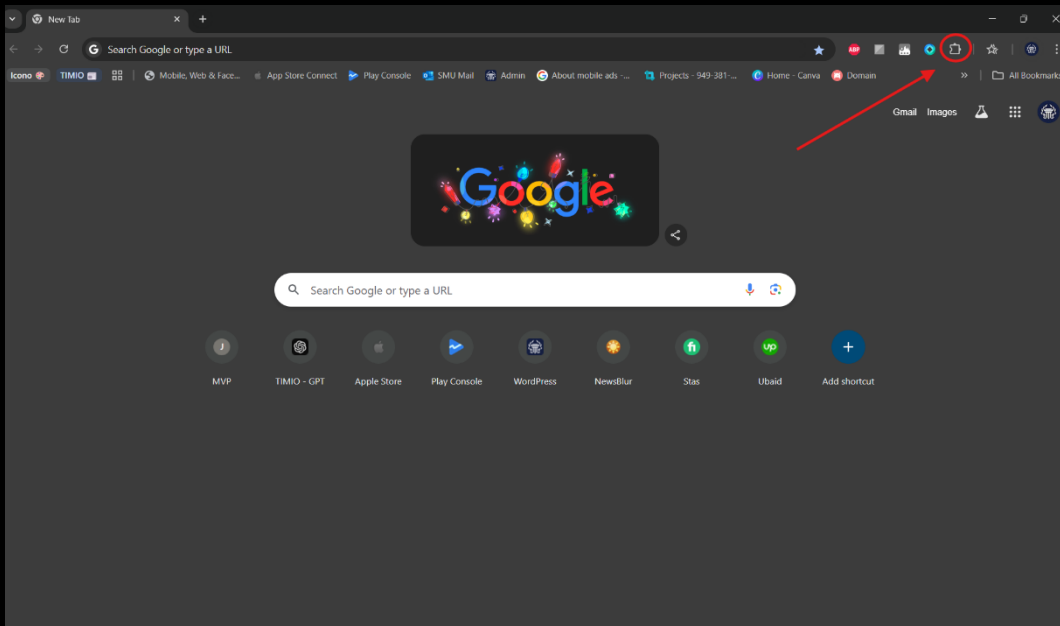 New Tab
Search Google or type a URL
Icono
TIMIO
Mobile, Web & Face...
App Store Connect
Play Console
SMU Mail
Admin
About mobile ads -...
Projects - 949-381-...
Home - Canva
Domain
All Bookmarks
Gmail
Images
Google
Search Google or type a URL
J
fi
up
MVP
TIMIO - GPT
Apple Store
Play Console
WordPress
NewsBlur
Stas
Ubaid
Add shortcut